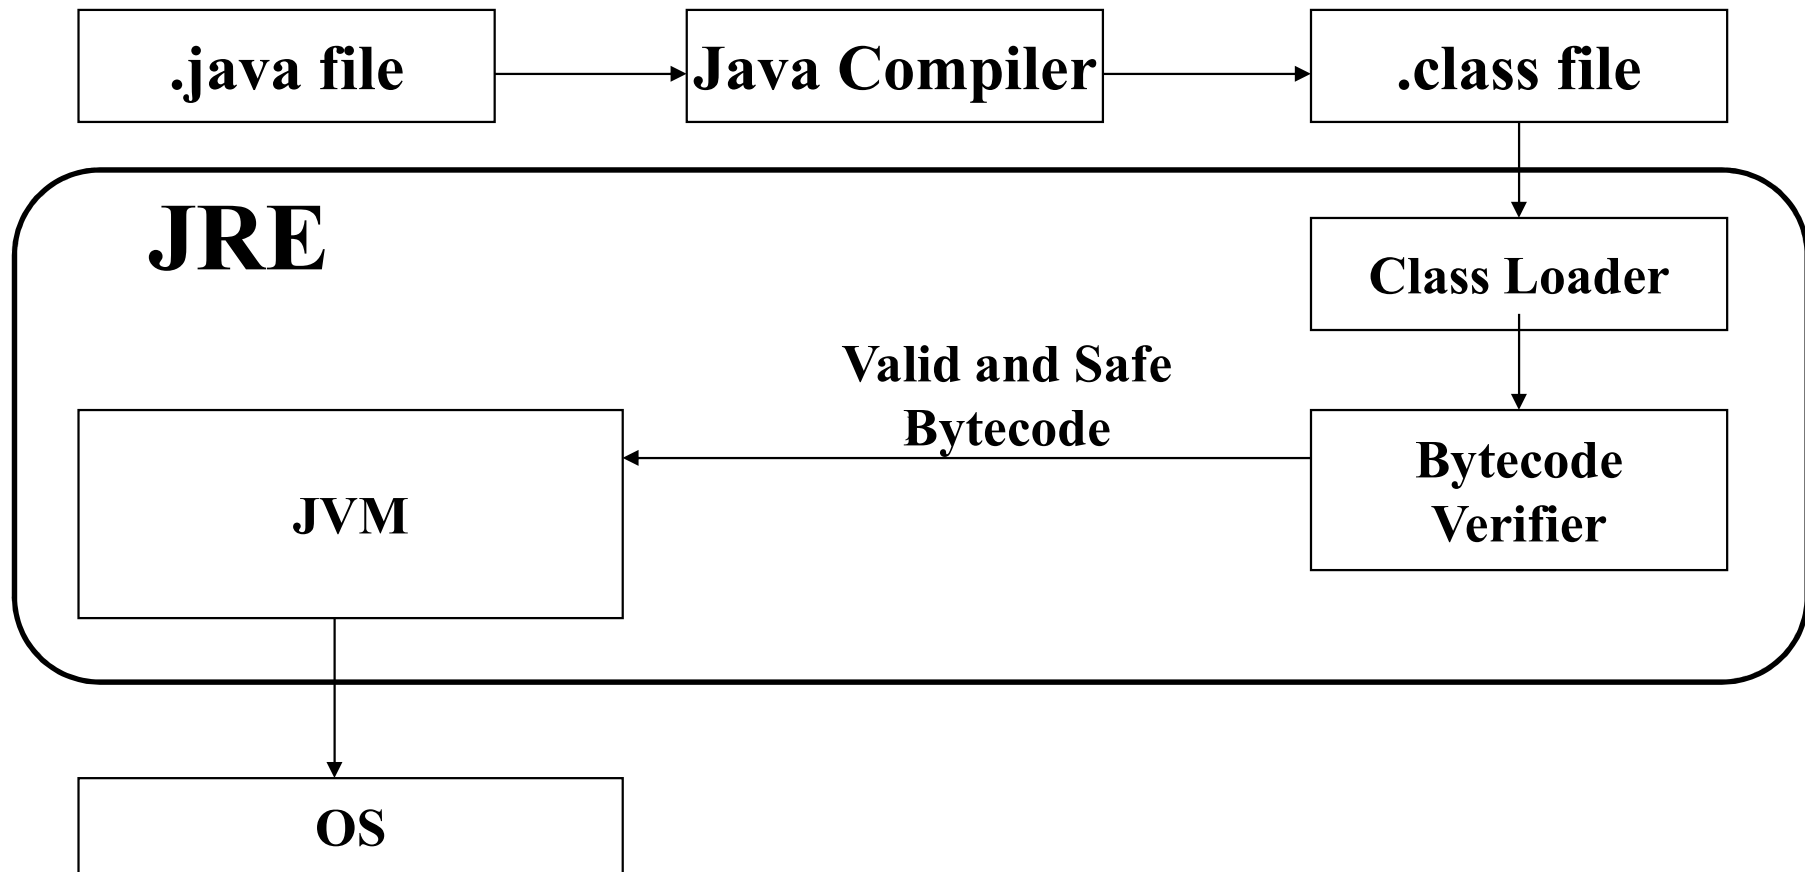 .java file
Java Compiler
.class file
JRE
Class Loader
Valid and Safe
Bytecode
Bytecode
Verifier
JVM
OS